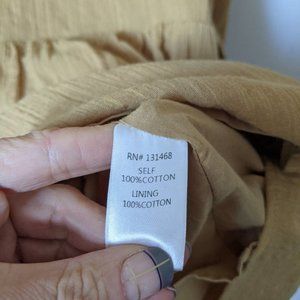 RN# 131468
SELF
100%COTTON
LINING
100%COTTON